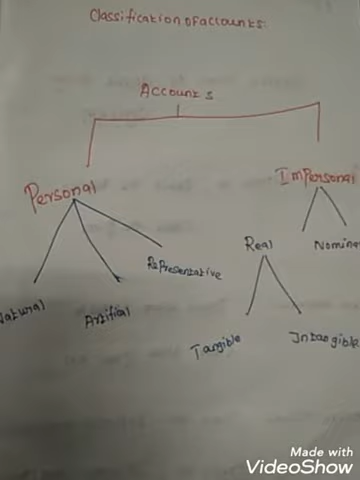 Classification of accounts.
Accounts
Personal
Impersonal
Real
Nominal
Representative
Natural
Artifical
Tangible
Intangible
Made with
VideoShow